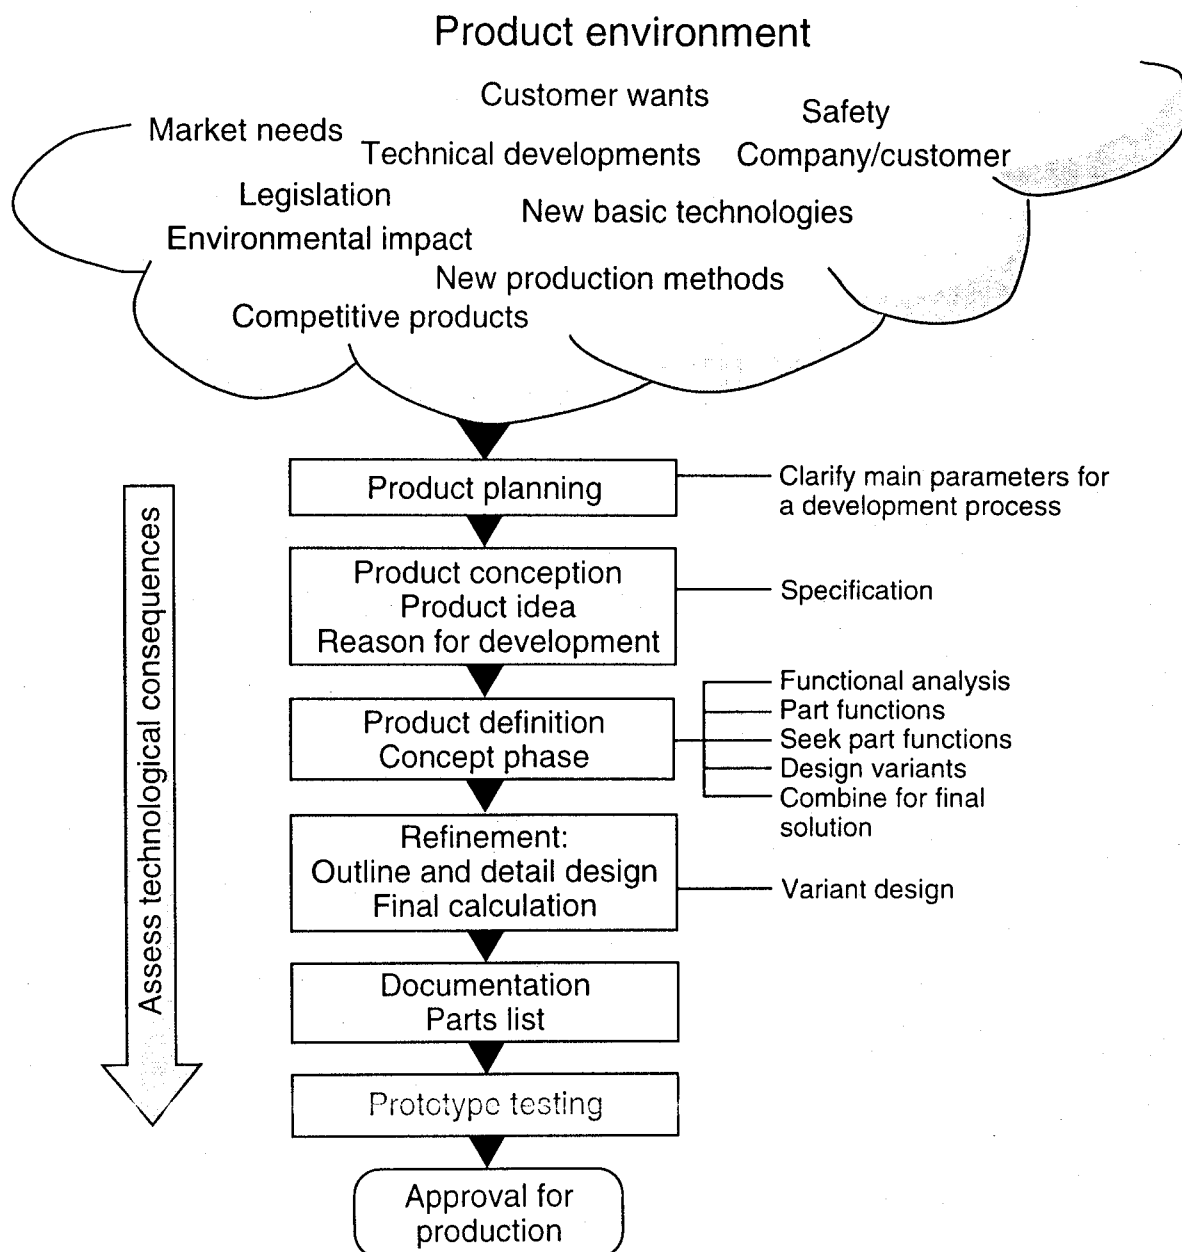 Product environment
Customer wants
Safety
Market needs
Technical developments
Company/customer
Legislation
New basic technologies
Environmental impact
New production methods
Competitive products
Assess technological consequences
Product planning
Clarify main parameters for
a development process
Product conception
Product idea
Reason for development
Specification
Product definition
Concept phase
Functional analysis
Part functions
Seek part functions
Design variants
Combine for final
solution
Refinement:
Outline and detail design
Final calculation
Variant design
Documentation
Parts list
Prototype testing
Approval for
production